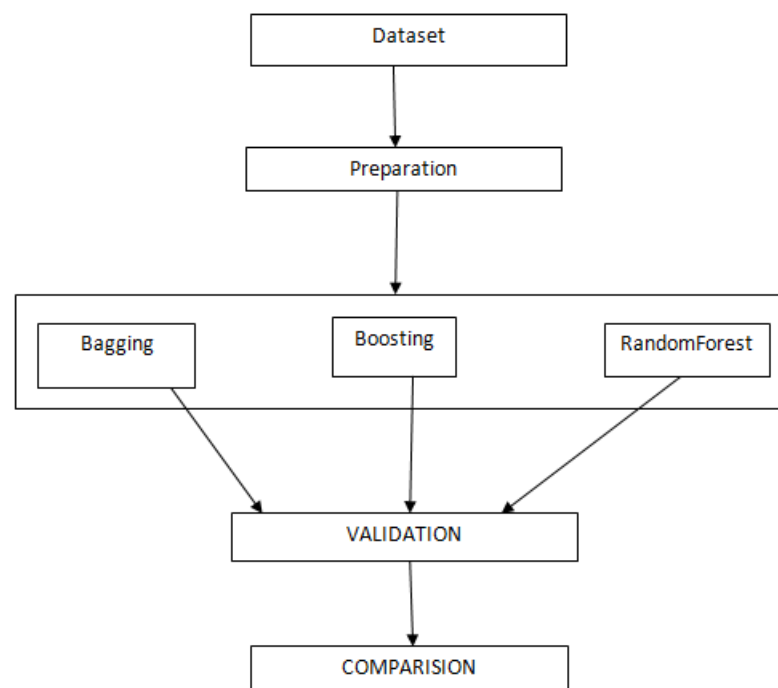 Dataset
Preparation
Bagging
Boosting
RandomForest
VALIDATION
COMPARISION